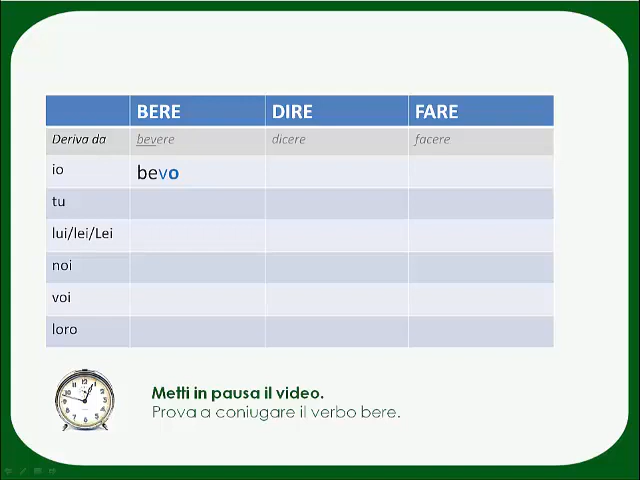 BERE DIRE FARE
Deriva da bevere dicere facere
io bevo
tu
lui/lei/Lei
noi
voi
loro
Metti in pausa il video.
Prova a coniugare il verbo bere.